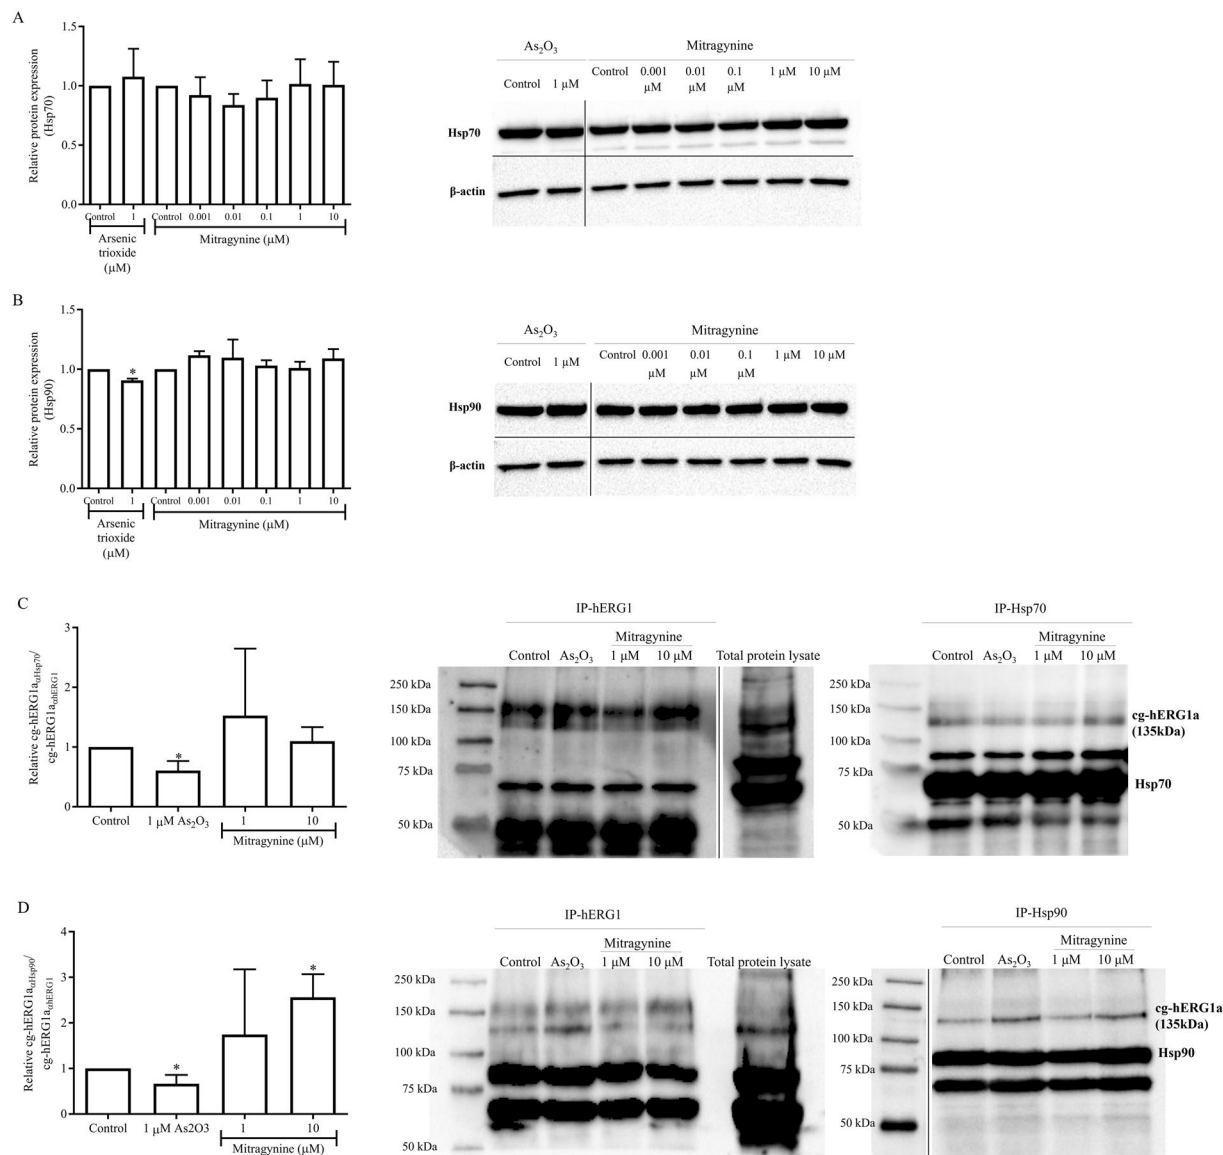 A
Relative protein expression
(Hsp70)
1.5
1.0
0.5
0.0
Control 1 Control 0.001 0.01 0.1 1 10
Arsenic
trioxide
(µM)
Mitragynine (µM)
As₂O₃ Mitragynine
Control 1 µM Control 0.001 0.01 0.1 1 µM 10 µM
µM µM µM
Hsp70
β-actin
B
Relative protein expression
(Hsp90)
1.5
1.0
0.5
0.0
*
Control 1 Control 0.001 0.01 0.1 1 10
Arsenic
trioxide
(µM)
Mitragynine (µM)
As₂O₃ Mitragynine
Control 1 µM Control 0.001 0.01 0.1 1 µM 10 µM
µM µM µM
Hsp90
β-actin
C
Relative cg-hERG1aαHsp70/
cg-hERG1aαhERG1
3
2
1
0
*
Control 1 µM As₂O₃ 1 10
Mitragynine (µM)
IP-hERG1
Mitragynine
Control As₂O₃ 1 µM 10 µM Total protein lysate
250 kDa
150 kDa
100 kDa
75 kDa
50 kDa
IP-Hsp70
Mitragynine
Control As₂O₃ 1 µM 10 µM
250 kDa
150 kDa
100 kDa
75 kDa
50 kDa
cg-hERG1a
(135kDa)
Hsp70
D
Relative cg-hERG1aαHsp90/
cg-hERG1aαhERG1
4
3
2
1
0
*
*
Control 1 µM As2O3 1 10
Mitragynine (µM)
IP-hERG1
Mitragynine
Control As₂O₃ 1 µM 10 µM Total protein lysate
250 kDa
150 kDa
100 kDa
75 kDa
50 kDa
IP-Hsp90
Mitragynine
Control As₂O₃ 1 µM 10 µM
250 kDa
150 kDa
100 kDa
75 kDa
50 kDa
cg-hERG1a
(135kDa)
Hsp90